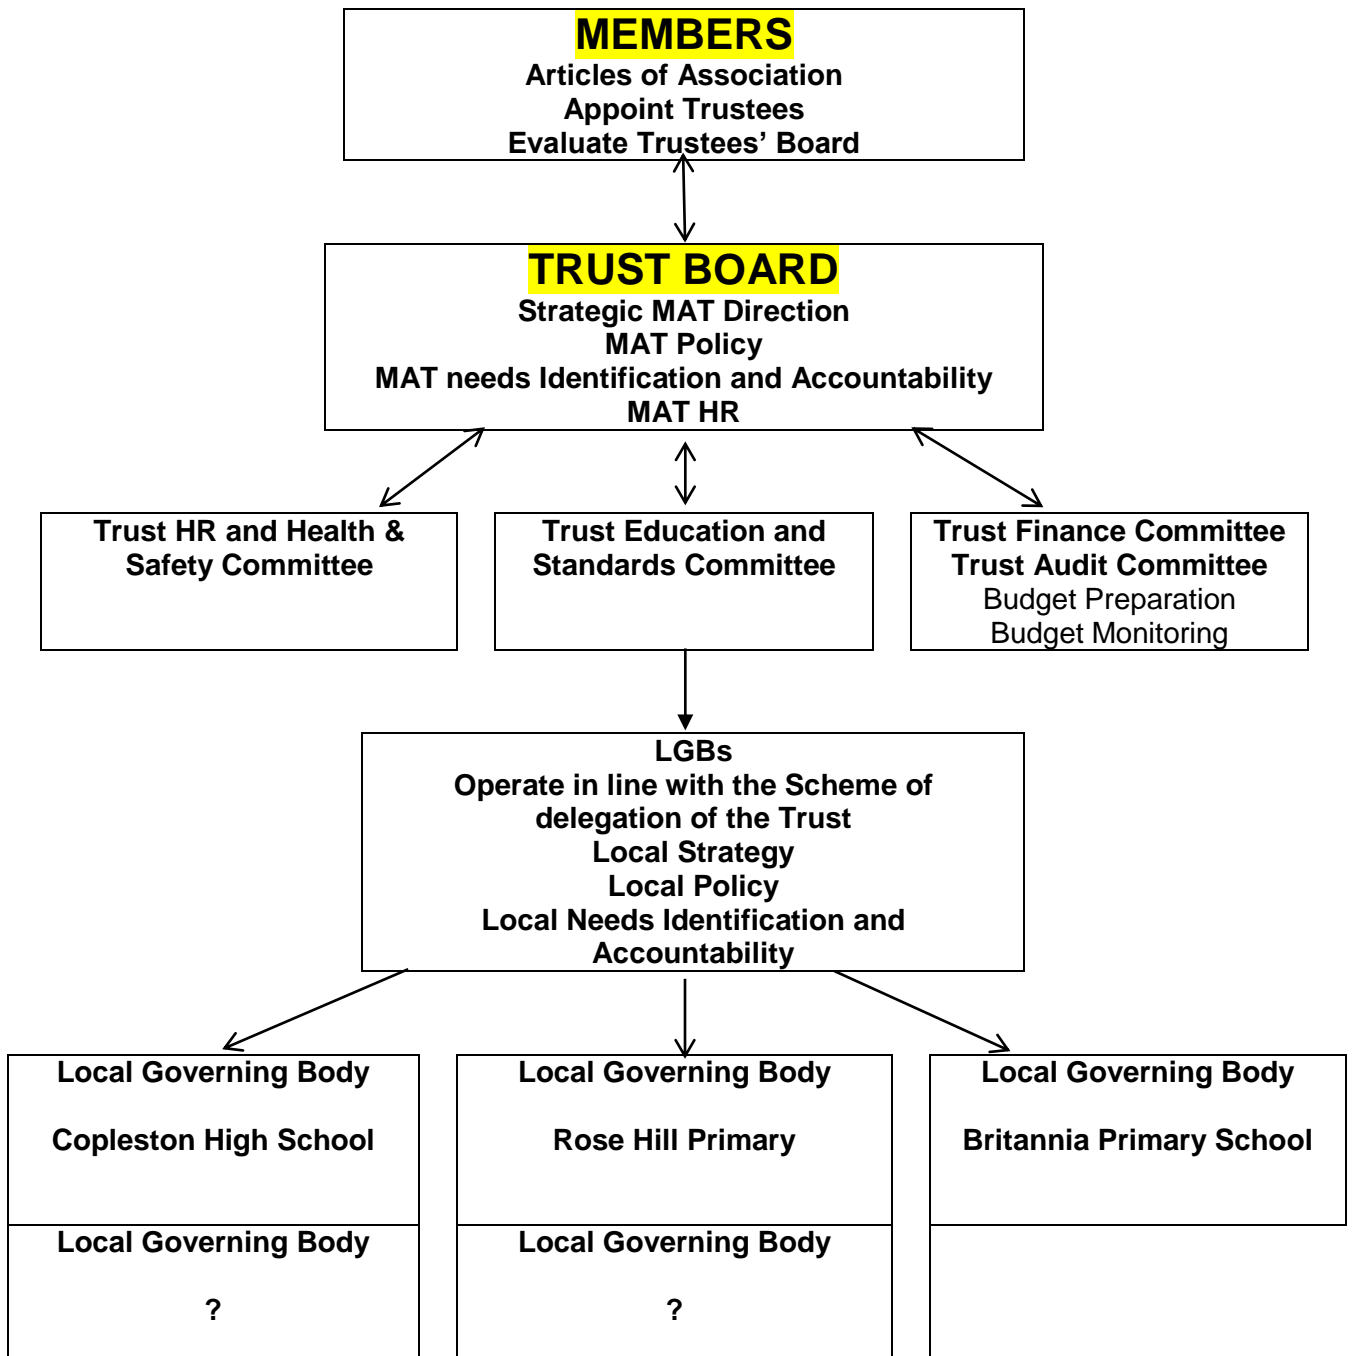 MEMBERS
Articles of Association
Appoint Trustees
Evaluate Trustees’ Board
TRUST BOARD
Strategic MAT Direction
MAT Policy
MAT needs Identification and Accountability
MAT HR
Trust HR and Health &
Safety Committee
Trust Education and
Standards Committee
Trust Finance Committee
Trust Audit Committee
Budget Preparation
Budget Monitoring
LGBs
Operate in line with the Scheme of
delegation of the Trust
Local Strategy
Local Policy
Local Needs Identification and
Accountability
Local Governing Body
Copleston High School
Local Governing Body
Rose Hill Primary
Local Governing Body
Britannia Primary School
Local Governing Body
?
Local Governing Body
?